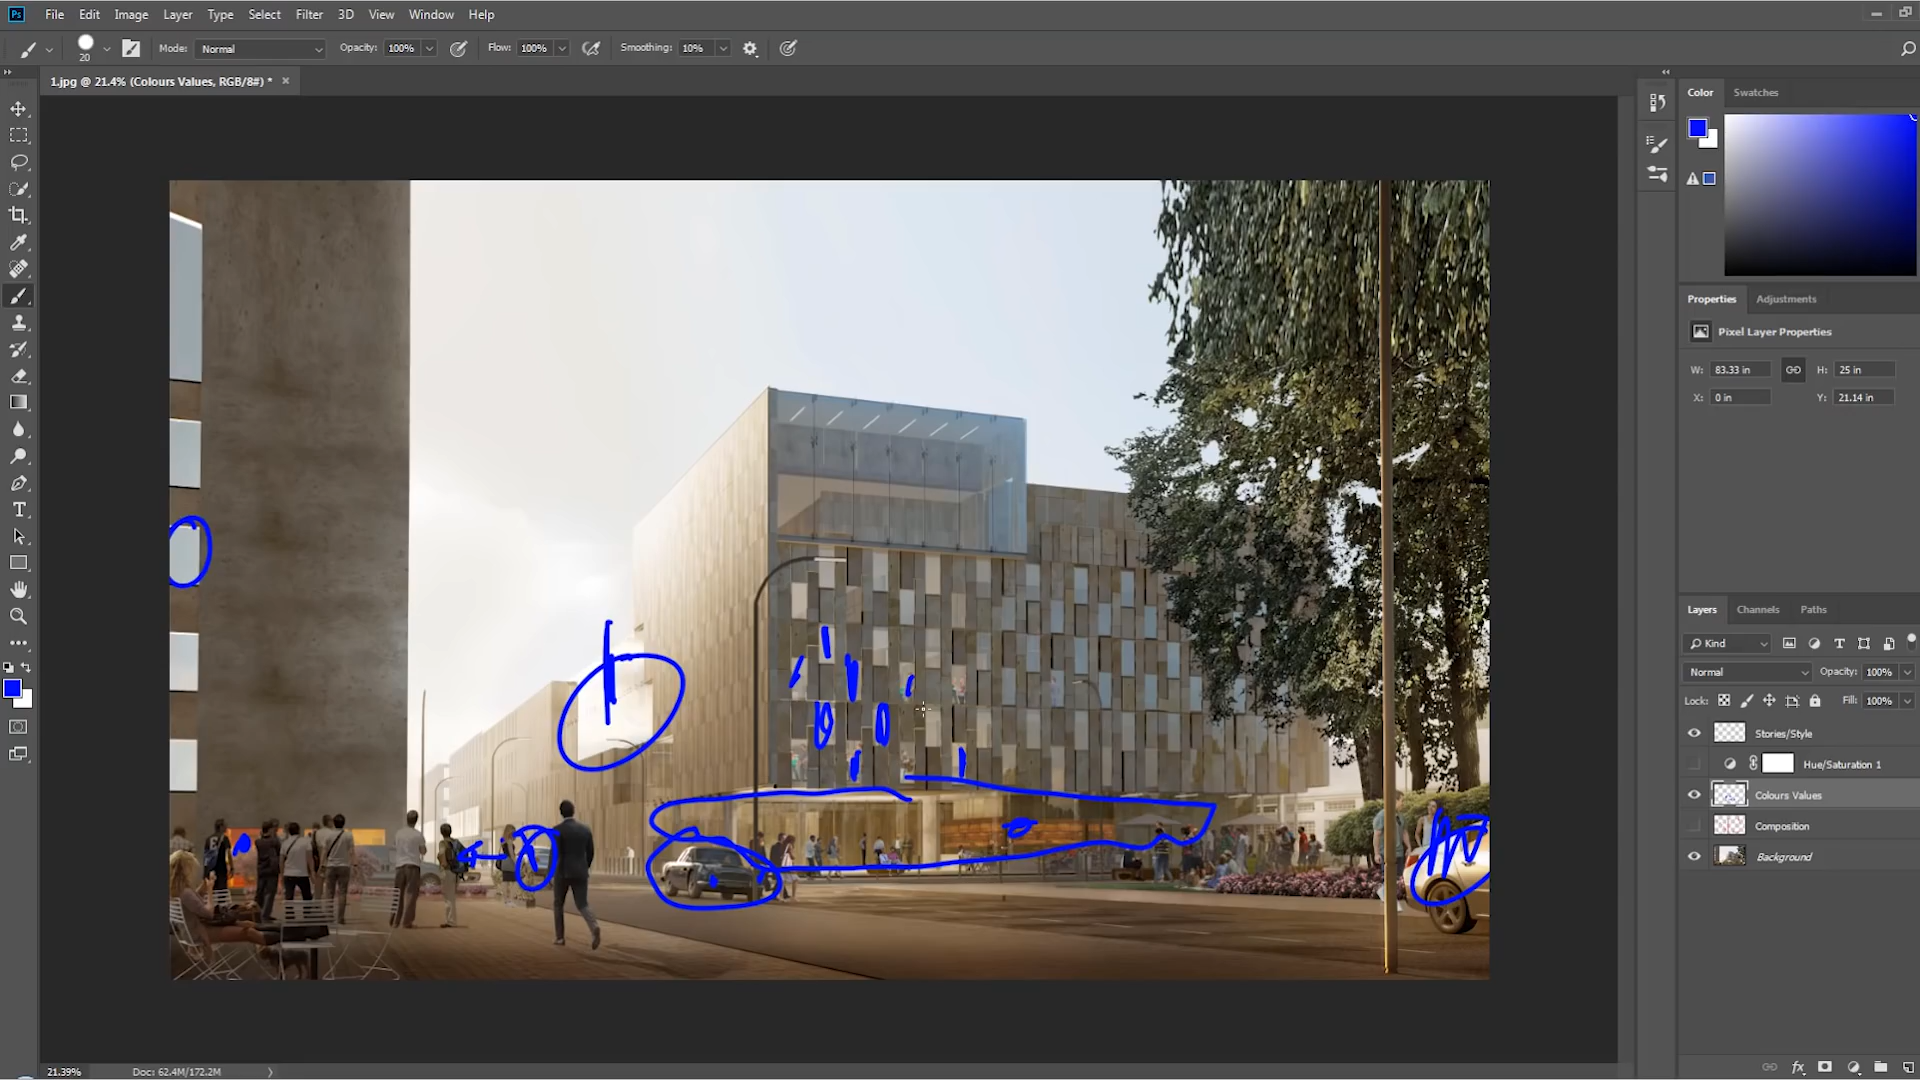 Ps File Edit Image Layer Type Select Filter 3D View Window Help
20 Mode: Normal Opacity: 100% Flow: 100% Smoothing: 10%
1.jpg @ 21.4% (Colours Values, RGB/8#) *
Color Swatches
Properties Adjustments
Pixel Layer Properties
W: 83.33 in H: 25 in
X: 0 in Y: 21.14 in
Layers Channels Paths
Kind
Normal Opacity: 100%
Lock: Fill: 100%
Stories/Style
Hue/Saturation 1
Colours Values
Composition
Background
21.39% Doc: 62.4M/172.2M